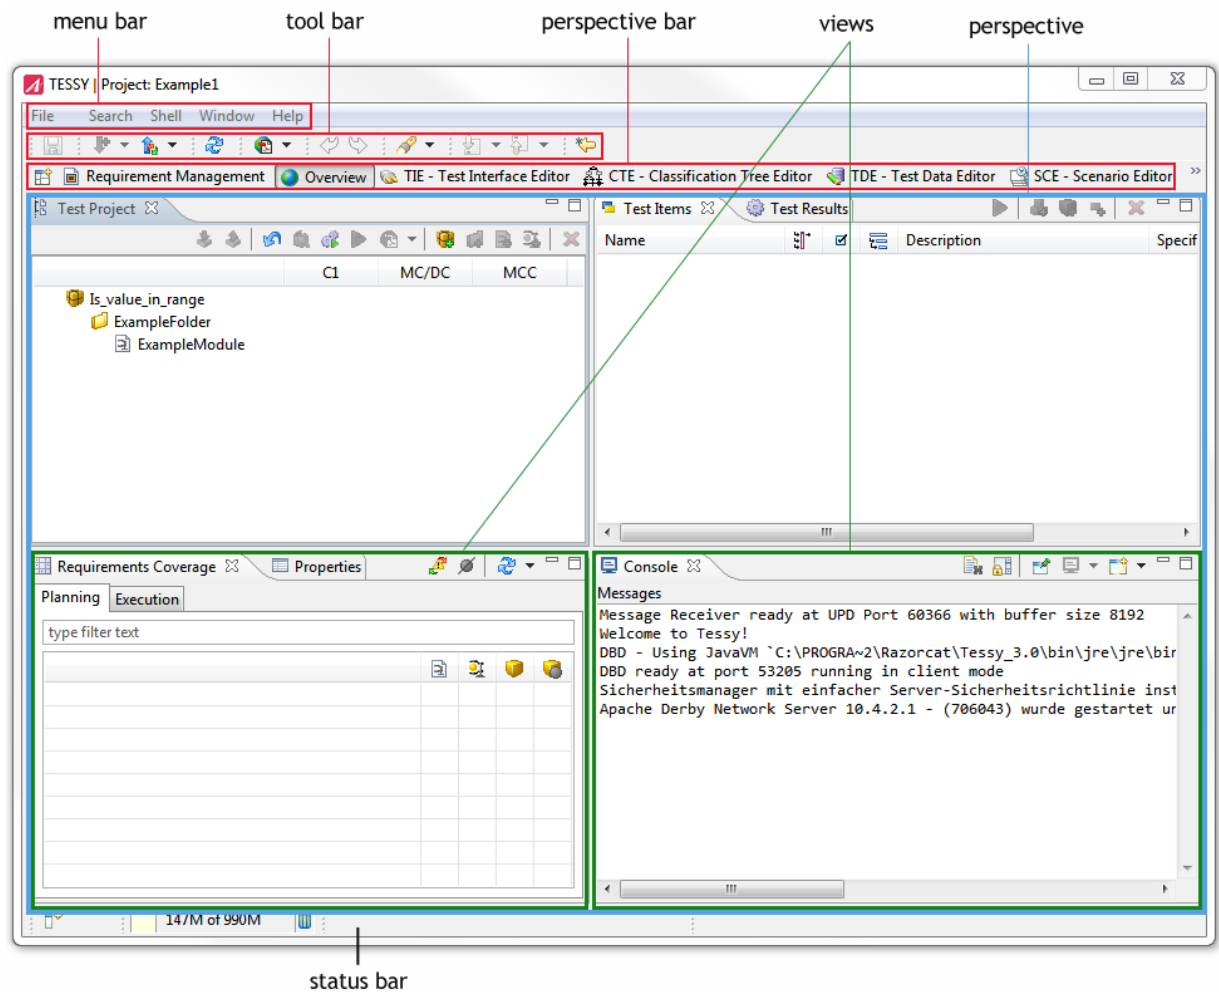 menu bar tool bar perspective bar views perspective
TESSY | Project: Example1
File Search Shell Window Help
Requirement Management Overview TIE - Test Interface Editor CTE - Classification Tree Editor TDE - Test Data Editor SCE - Scenario Editor »
Test Project
Test Items Test Results
Name Description Specif
C1 MC/DC MCC
Is_value_in_range
ExampleFolder
ExampleModule
Requirements Coverage Properties
Planning Execution
type filter text
Console
Messages
Message Receiver ready at UPD Port 60366 with buffer size 8192
Welcome to Tessy!
DBD - Using JavaVM `C:\PROGRA~2\Razorcat\Tessy_3.0\bin\jre\jre\bin
DBD ready at port 53205 running in client mode
Sicherheitsmanager mit einfacher Server-Sicherheitsrichtlinie inst
Apache Derby Network Server 10.4.2.1 - (706043) wurde gestartet un
147M of 990M
status bar